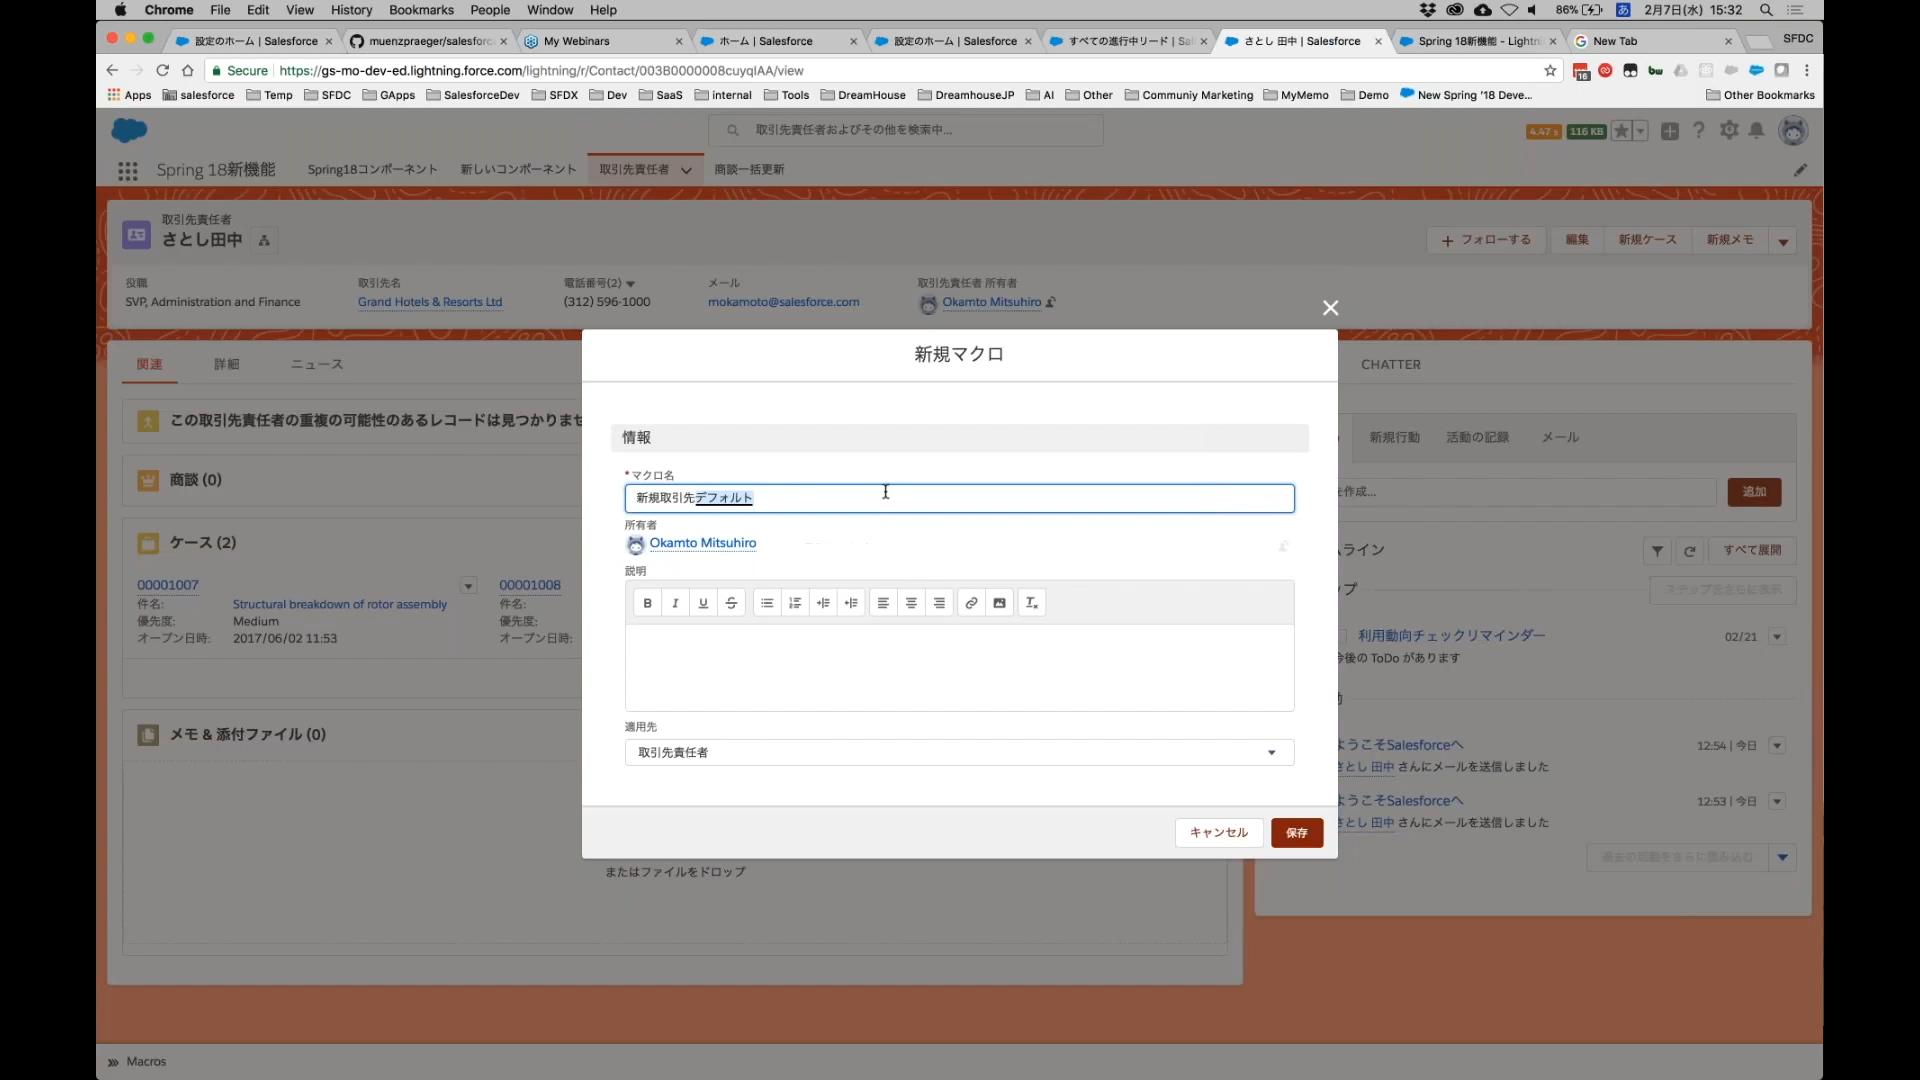 Chrome File Edit View History Bookmarks People Window Help
86% あ 2月7日(水) 15:32
設定のホーム | Salesforce
muenzpraeger/salesforc
My Webinars
ホーム | Salesforce
設定のホーム | Salesforce
すべての進行中リード | Sal
さとし 田中 | Salesforce
Spring 18新機能 - Lightni
New Tab
SFDC
Secure https://gs-mo-dev-ed.lightning.force.com/lightning/r/Contact/003B0000008cuyqIAA/view
16
Apps salesforce Temp SFDC GApps SalesforceDev SFDX Dev SaaS internal Tools DreamHouse DreamhouseJP AI Other Communiy Marketing MyMemo Demo New Spring '18 Deve... Other Bookmarks
取引先責任者およびその他を検索中...
4.47 s 116 KB
Spring 18新機能 Spring18コンポーネント 新しいコンポーネント 取引先責任者 商談一括更新
取引先責任者
さとし田中
フォローする 編集 新規ケース 新規メモ
役職 取引先名 電話番号(2) メール 取引先責任者 所有者
SVP, Administration and Finance Grand Hotels & Resorts Ltd (312) 596-1000 mokamoto@salesforce.com Okamto Mitsuhiro
関連 詳細 ニュース
この取引先責任者の重複の可能性のあるレコードは見つかりませ
商談 (0)
ケース (2)
00001007
件名: Structural breakdown of rotor assembly
優先度: Medium
オープン日時: 2017/06/02 11:53
00001008
件名:
優先度:
オープン日時:
メモ & 添付ファイル (0)
またはファイルをドロップ
新規マクロ
情報
*マクロ名
新規取引先デフォルト
所有者
Okamto Mitsuhiro
説明
B I U S
適用先
取引先責任者
キャンセル 保存
CHATTER
新規行動 活動の記録 メール
を作成... 追加
ライン すべて展開
ップ ステップをさらに表示
利用動向チェックリマインダー 02/21
今後の ToDo があります
ようこそSalesforceへ 12:54 | 今日
さとし 田中 さんにメールを送信しました
ようこそSalesforceへ 12:53 | 今日
さとし 田中 さんにメールを送信しました
過去の活動をさらに読み込む
Macros